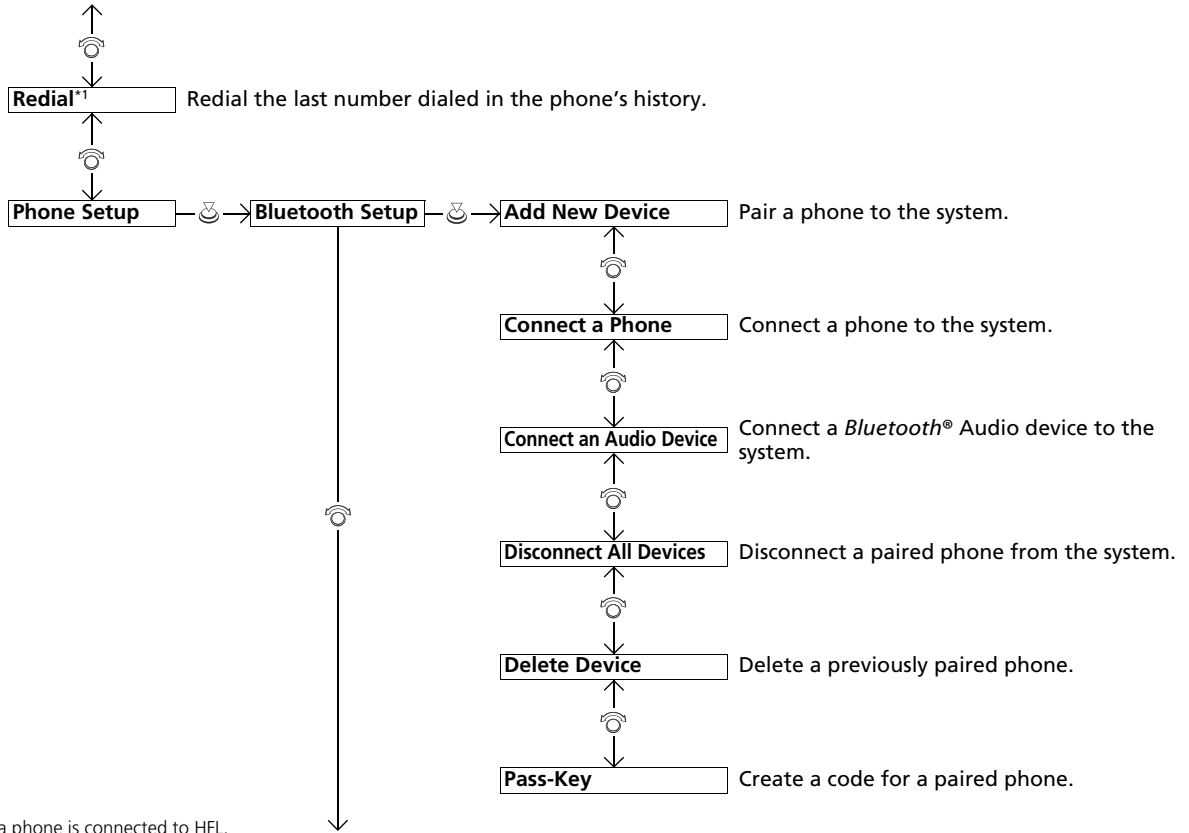 Redial*1 Redial the last number dialed in the phone's history.
Phone Setup Bluetooth Setup Add New Device Pair a phone to the system.
Connect a Phone Connect a phone to the system.
Connect an Audio Device Connect a Bluetooth® Audio device to the
system.
Disconnect All Devices Disconnect a paired phone from the system.
Delete Device Delete a previously paired phone.
Pass-Key Create a code for a paired phone.
a phone is connected to HFL.